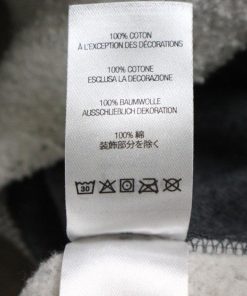 100% COTON
À L'EXCEPTION DES DÉCORATIONS
100% COTONE
ESCLUSA LA DECORAZIONE
100% BAUMWOLLE
AUSSCHLIEBLICH DEKORATION
100% 綿
装飾部分を除く
30